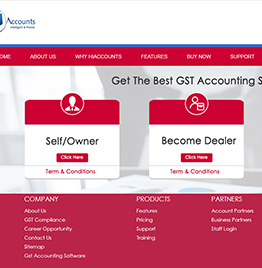 Accounts
Intelligent & Precise
OME ABOUT US WHY HIACCOUNTS FEATURES BUY NOW SUPPORT
Get The Best GST Accounting S
Self/Owner
Click Here
Term & Conditions
Become Dealer
Click Here
Term & Conditions
COMPANY
About Us
GST Compliance
Career Opportunity
Contact Us
Sitemap
Gst Accounting Software
PRODUCTS
Features
Pricing
Support
Training
PARTNERS
Account Partners
Business Partners
Staff Login